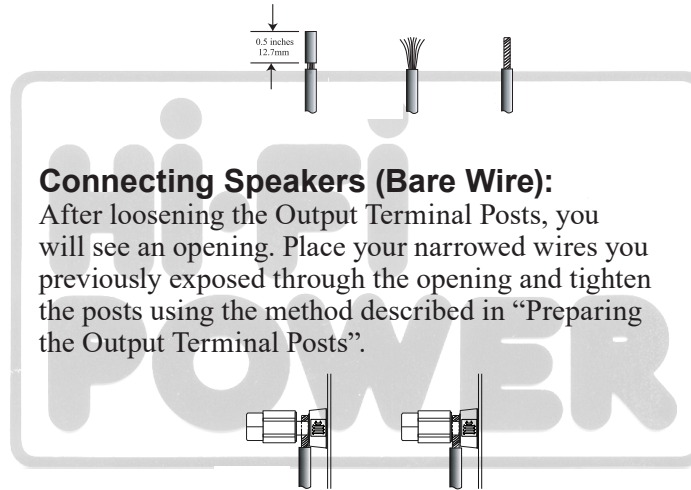 0.5 inches
12.7mm
Hi-Fi
Connecting Speakers (Bare Wire):
After loosening the Output Terminal Posts, you
will see an opening. Place your narrowed wires you
previously exposed through the opening and tighten
the posts using the method described in “Preparing
the Output Terminal Posts”.
POWER